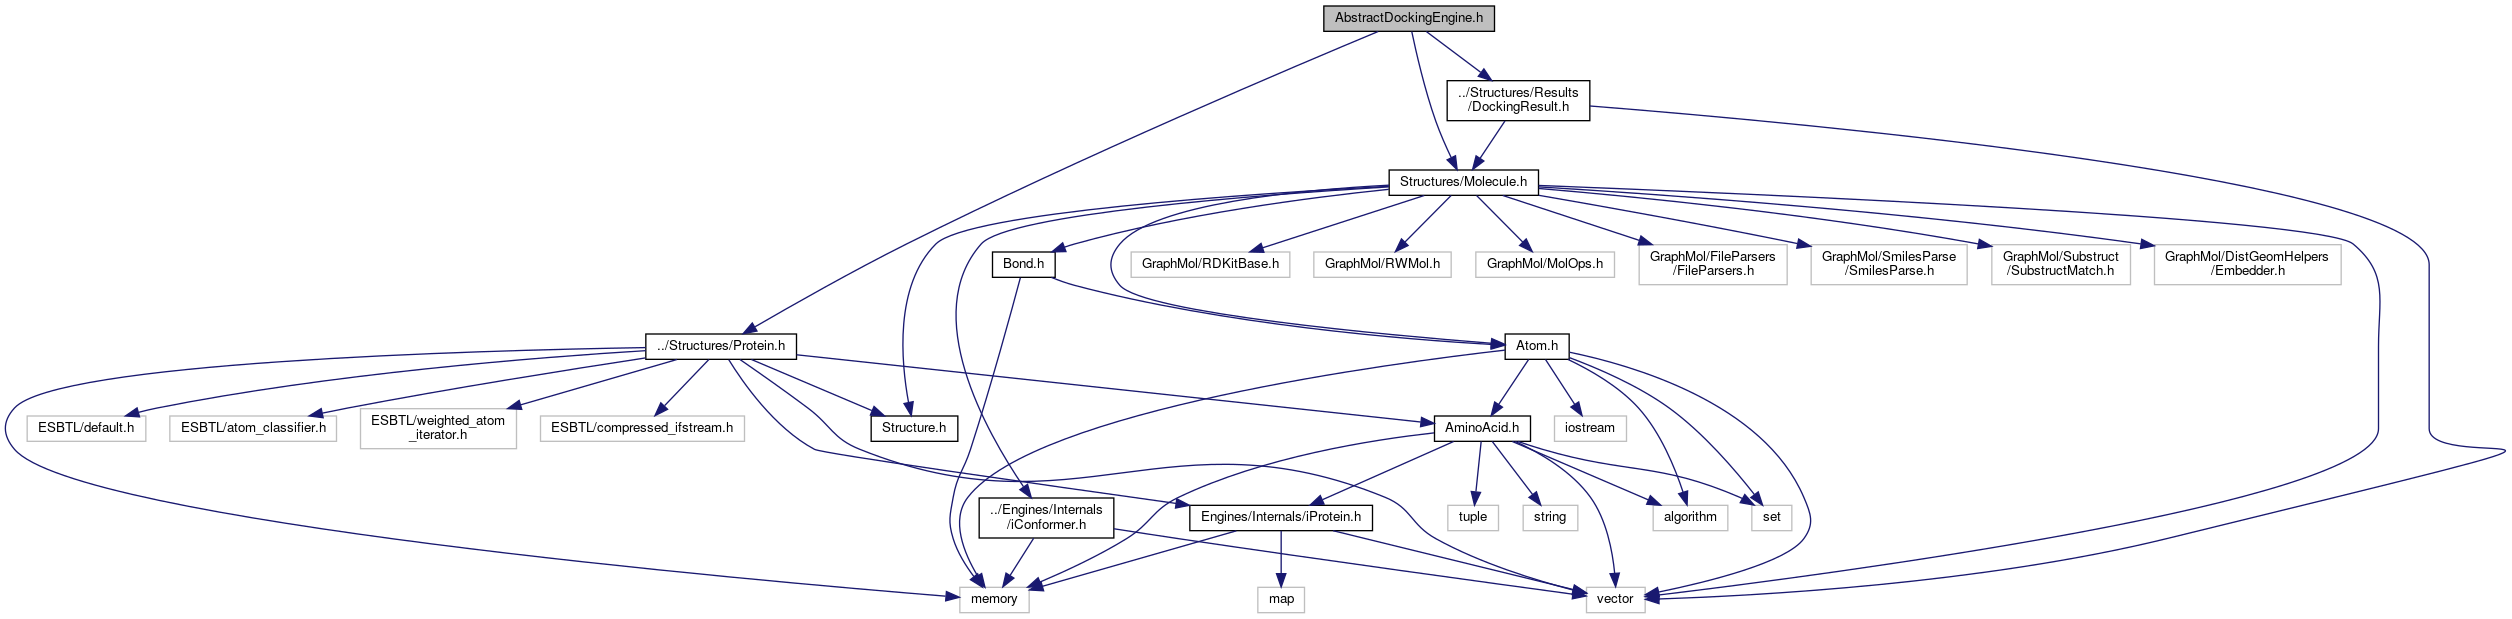 AbstractDockingEngine.h
../Structures/Results
/DockingResult.h
Structures/Molecule.h
Bond.h
GraphMol/RDKitBase.h
GraphMol/RWMol.h
GraphMol/MolOps.h
GraphMol/FileParsers
/FileParsers.h
GraphMol/SmilesParse
/SmilesParse.h
GraphMol/Substruct
/SubstructMatch.h
GraphMol/DistGeomHelpers
/Embedder.h
../Structures/Protein.h
Atom.h
ESBTL/default.h
ESBTL/atom_classifier.h
ESBTL/weighted_atom
_iterator.h
ESBTL/compressed_ifstream.h
Structure.h
AminoAcid.h
iostream
../Engines/Internals
/iConformer.h
Engines/Internals/iProtein.h
tuple
string
algorithm
set
memory
map
vector